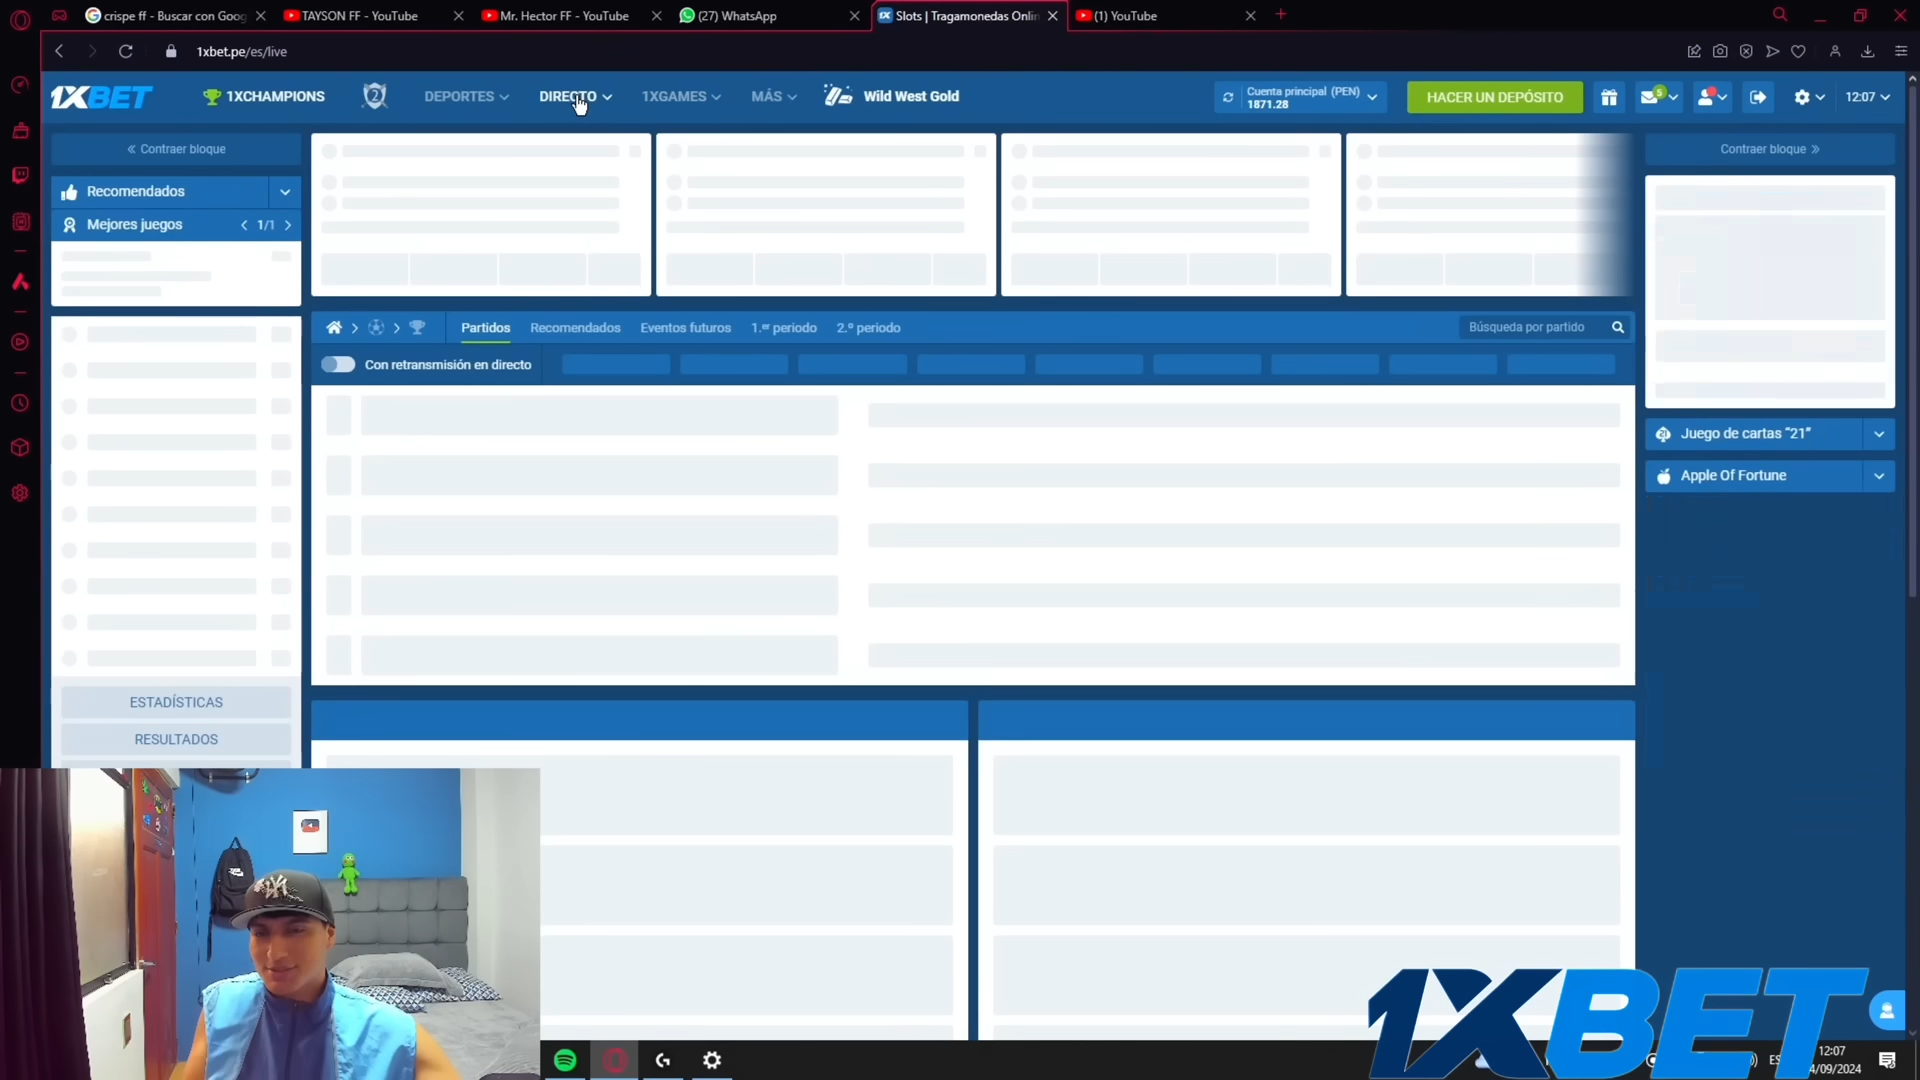 crispe ff - Buscar con Goog
TAYSON FF - YouTube
Mr. Hector FF - YouTube
(27) WhatsApp
Slots | Tragamonedas Onlin
(1) YouTube
1xbet.pe/es/live
1XBET
1XCHAMPIONS
2
DEPORTES
DIRECTO
1XGAMES
MÁS
Wild West Gold
Cuenta principal (PEN)
1871.28
HACER UN DEPÓSITO
5
12:07
Contraer bloque
Contraer bloque
Recomendados
Mejores juegos
1/1
Partidos
Recomendados
Eventos futuros
1.er periodo
2.º periodo
Búsqueda por partido
Con retransmisión en directo
Juego de cartas “21”
Apple Of Fortune
ESTADÍSTICAS
RESULTADOS
1XBET
12:07
4/09/2024